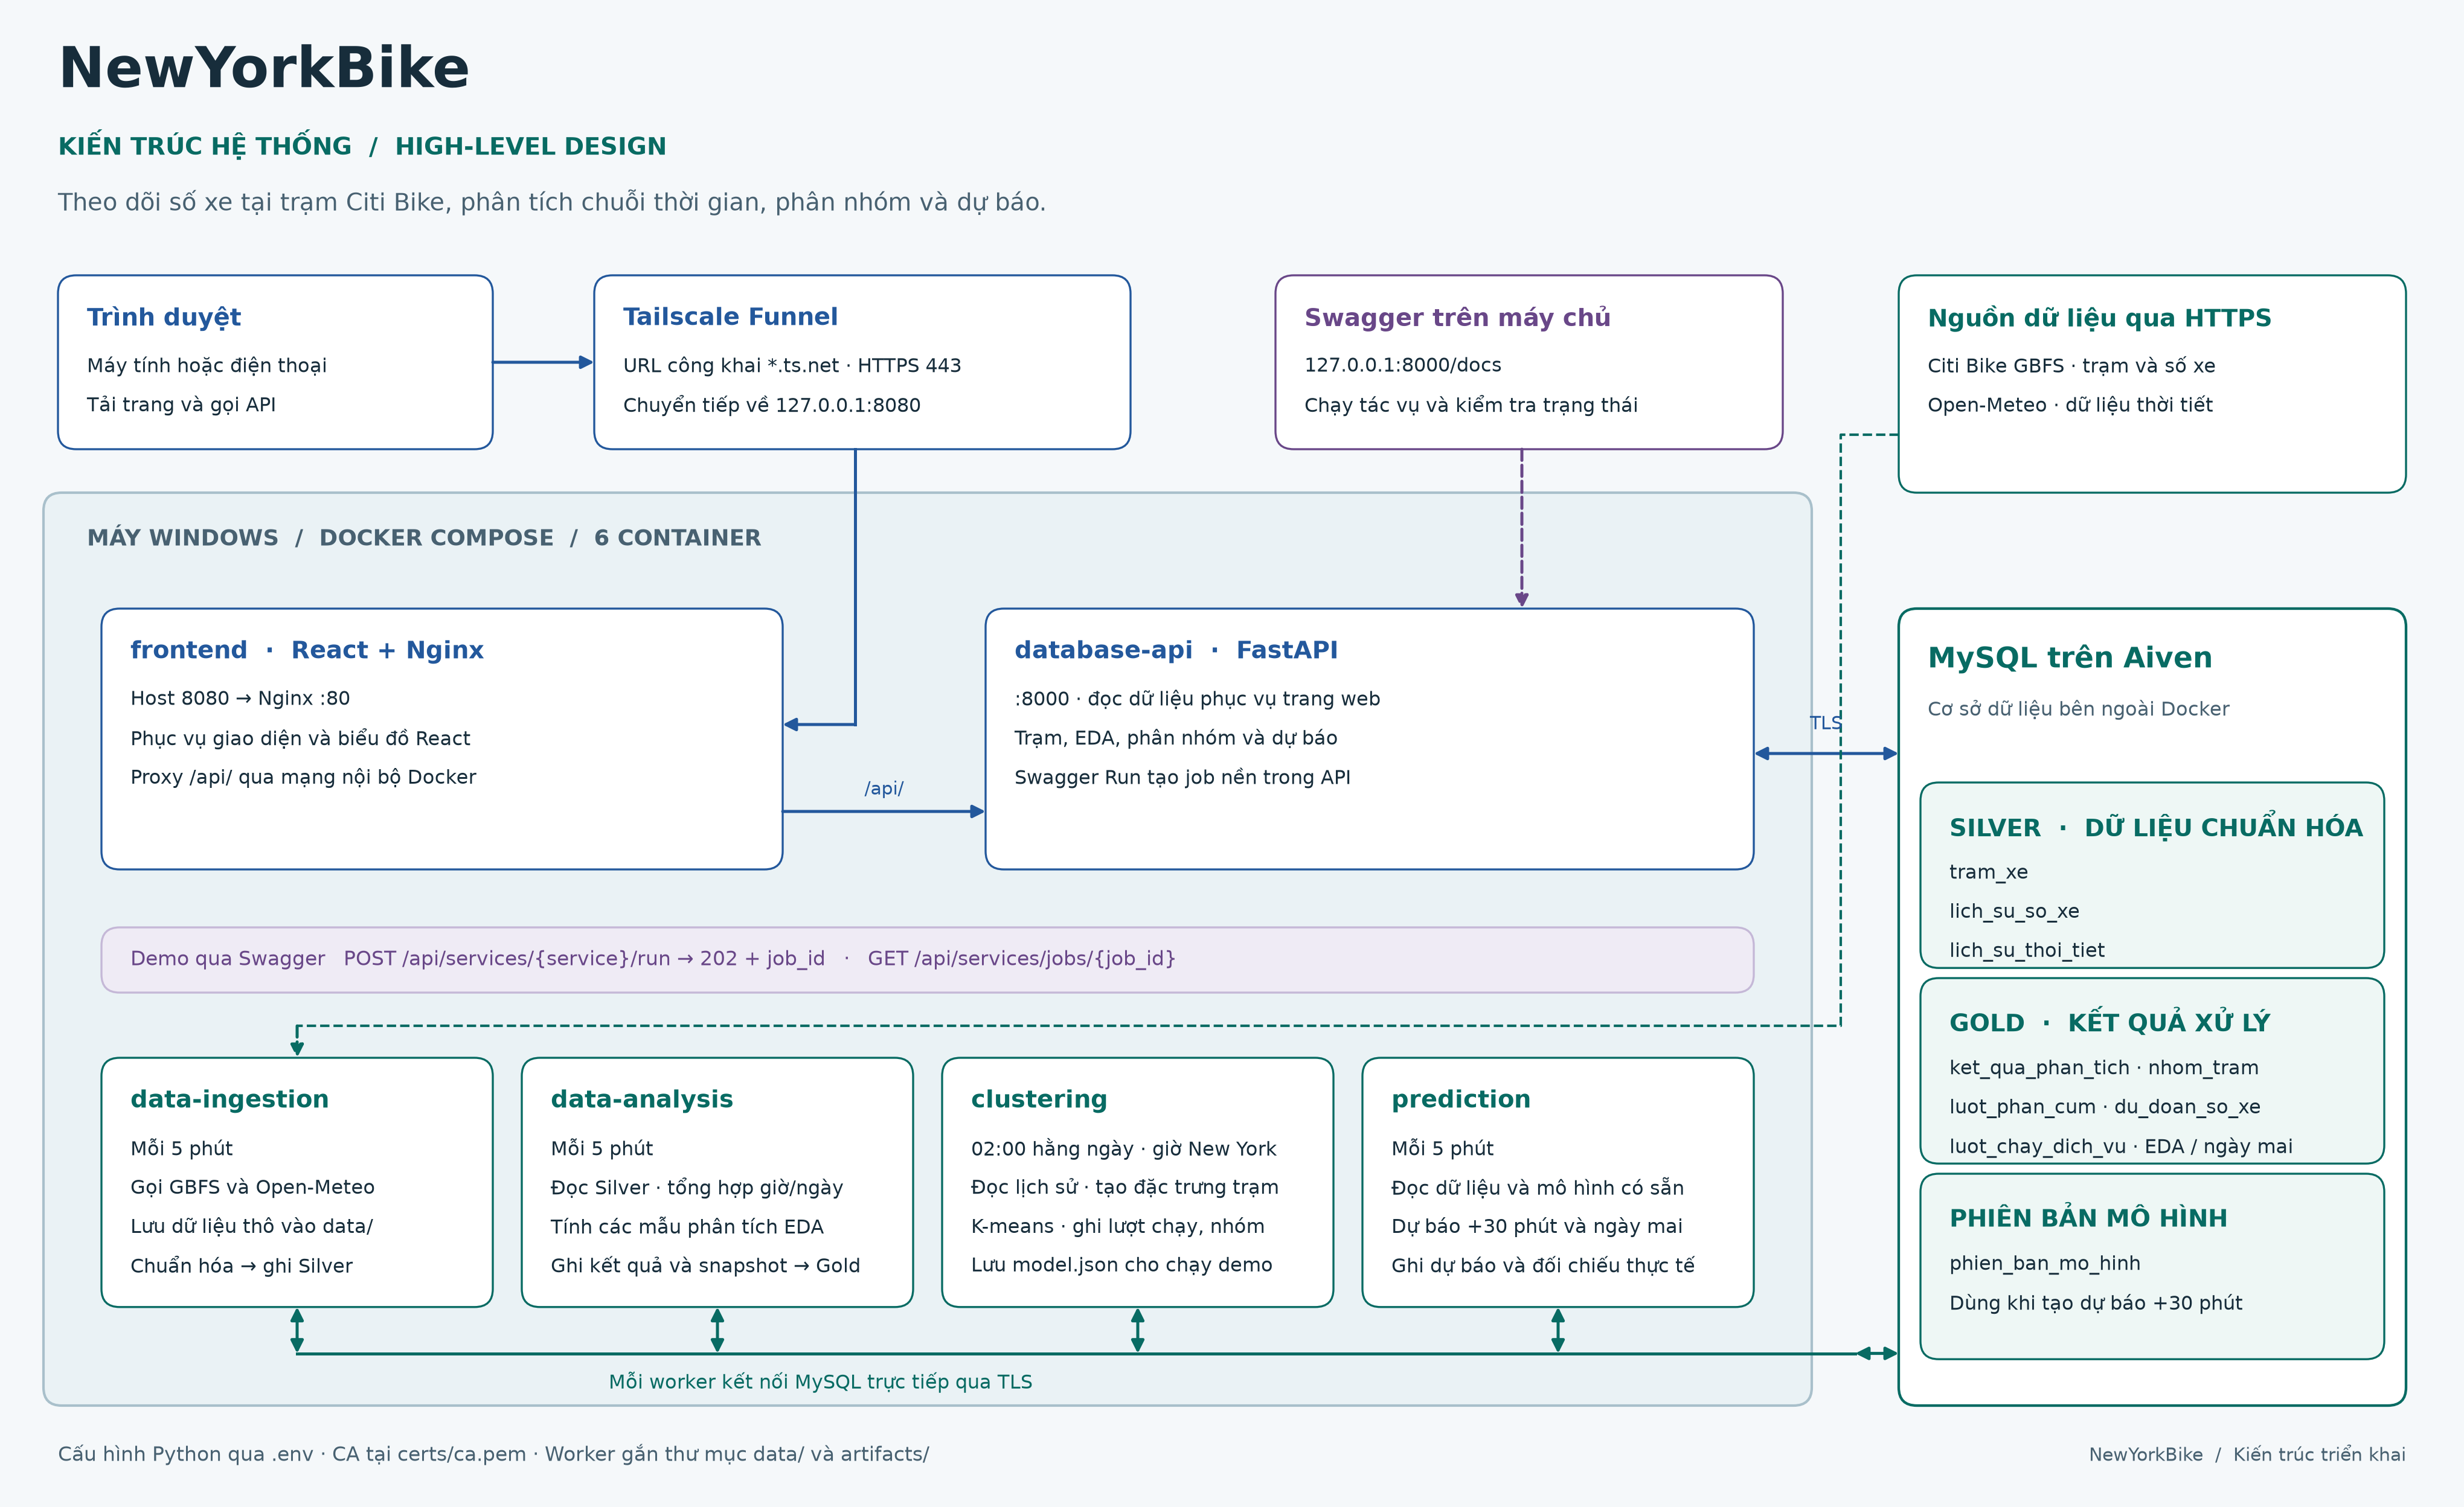 NewYorkBike
KIẾN TRÚC HỆ THỐNG / HIGH-LEVEL DESIGN
Theo dõi số xe tại trạm Citi Bike, phân tích chuỗi thời gian, phân nhóm và dự báo.
Trình duyệt
Máy tính hoặc điện thoại
Tải trang và gọi API
Tailscale Funnel
URL công khai *.ts.net · HTTPS 443
Chuyển tiếp về 127.0.0.1:8080
Swagger trên máy chủ
127.0.0.1:8000/docs
Chạy tác vụ và kiểm tra trạng thái
Nguồn dữ liệu qua HTTPS
Citi Bike GBFS · trạm và số xe
Open-Meteo · dữ liệu thời tiết
MÁY WINDOWS / DOCKER COMPOSE / 6 CONTAINER
frontend · React + Nginx
Host 8080 → Nginx :80
Phục vụ giao diện và biểu đồ React
Proxy /api/ qua mạng nội bộ Docker
/api/
database-api · FastAPI
:8000 · đọc dữ liệu phục vụ trang web
Trạm, EDA, phân nhóm và dự báo
Swagger Run tạo job nền trong API
TLS
MySQL trên Aiven
Cơ sở dữ liệu bên ngoài Docker
SILVER · DỮ LIỆU CHUẨN HÓA
tram_xe
lich_su_so_xe
lich_su_thoi_tiet
GOLD · KẾT QUẢ XỬ LÝ
ket_qua_phan_tich · nhom_tram
luot_phan_cum · du_doan_so_xe
luot_chay_dich_vu · EDA / ngày mai
PHIÊN BẢN MÔ HÌNH
phien_ban_mo_hinh
Dùng khi tạo dự báo +30 phút
Demo qua Swagger POST /api/services/{service}/run → 202 + job_id · GET /api/services/jobs/{job_id}
data-ingestion
Mỗi 5 phút
Gọi GBFS và Open-Meteo
Lưu dữ liệu thô vào data/
Chuẩn hóa → ghi Silver
data-analysis
Mỗi 5 phút
Đọc Silver · tổng hợp giờ/ngày
Tính các mẫu phân tích EDA
Ghi kết quả và snapshot → Gold
clustering
02:00 hằng ngày · giờ New York
Đọc lịch sử · tạo đặc trưng trạm
K-means · ghi lượt chạy, nhóm
Lưu model.json cho chạy demo
prediction
Mỗi 5 phút
Đọc dữ liệu và mô hình có sẵn
Dự báo +30 phút và ngày mai
Ghi dự báo và đối chiếu thực tế
Mỗi worker kết nối MySQL trực tiếp qua TLS
Cấu hình Python qua .env · CA tại certs/ca.pem · Worker gắn thư mục data/ và artifacts/
NewYorkBike / Kiến trúc triển khai